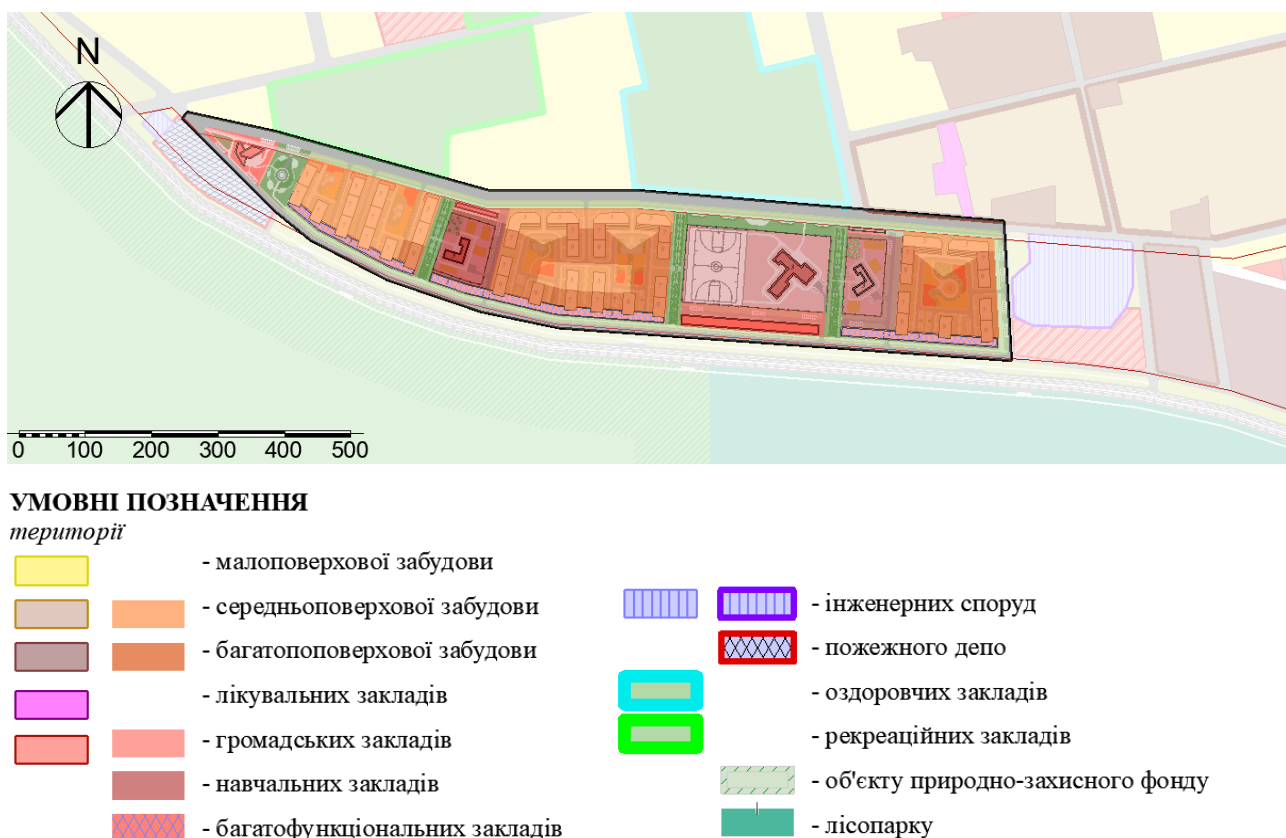 N
0 100 200 300 400 500
УМОВНІ ПОЗНАЧЕННЯ
території
- малоповерхової забудови
- середньоповерхової забудови
- багатопоповерхової забудови
- лікувальних закладів
- громадських закладів
- навчальних закладів
- багатофункціональних закладів
- інженерних споруд
- пожежного депо
- оздоровчих закладів
- рекреаційних закладів
- об'єкту природно-захисного фонду
- лісопарку